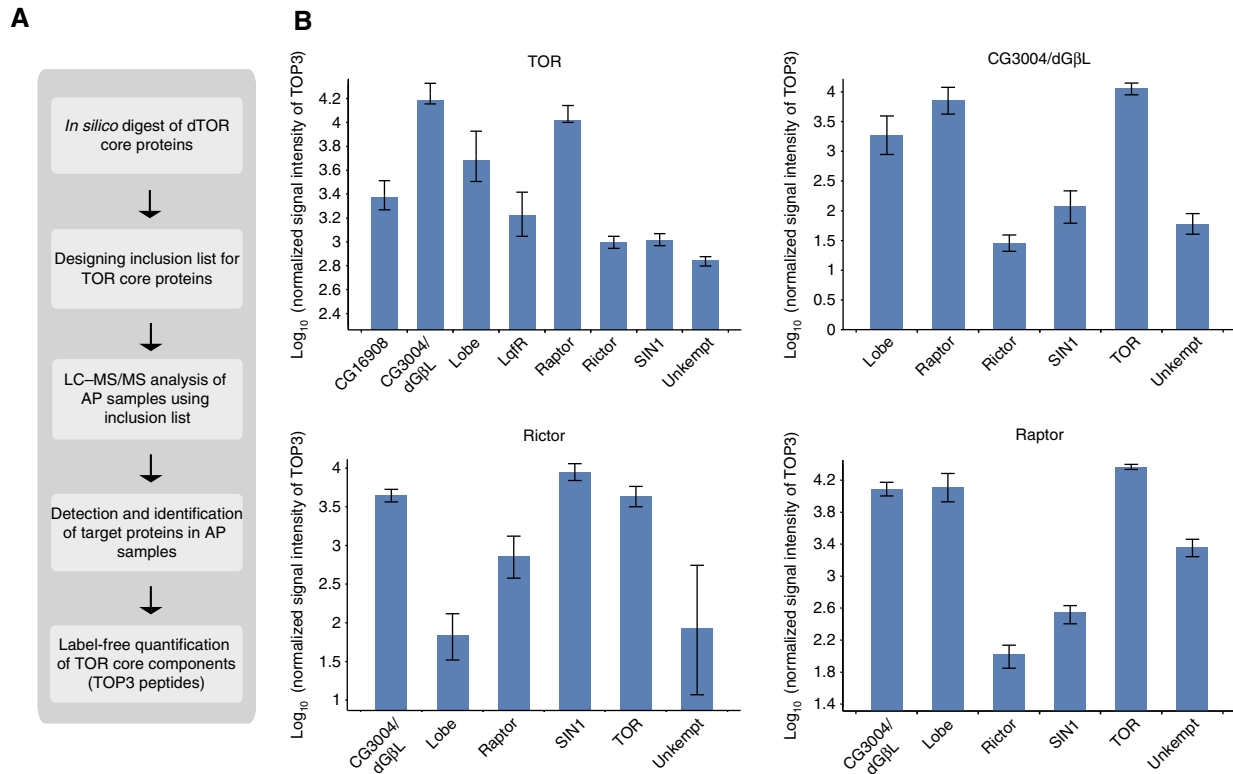 A
In silico digest of dTOR
core proteins
Designing inclusion list for
TOR core proteins
LC–MS/MS analysis of
AP samples using
inclusion list
Detection and identification
of target proteins in AP
samples
Label-free quantification
of TOR core components
(TOP3 peptides)
B
TOR
Log10 (normalized signal intensity of TOP3)
4.2
4
3.8
3.6
3.4
3.2
3
2.8
2.6
2.4
CG16908
CG3004/
dGβL
Lobe
LqfR
Raptor
Rictor
SIN1
Unkempt
CG3004/dGβL
Log10 (normalized signal intensity of TOP3)
4
3.5
3
2.5
2
1.5
1
0.5
0
Lobe
Raptor
Rictor
SIN1
TOR
Unkempt
Rictor
Log10 (normalized signal intensity of TOP3)
4
3.5
3
2.5
2
1.5
1
CG3004/
dGβL
Lobe
Raptor
SIN1
TOR
Unkempt
Raptor
Log10 (normalized signal intensity of TOP3)
4.2
3.4
3.8
2.6
2.2
1.8
1.4
CG3004/
dGβL
Lobe
Rictor
SIN1
TOR
Unkempt